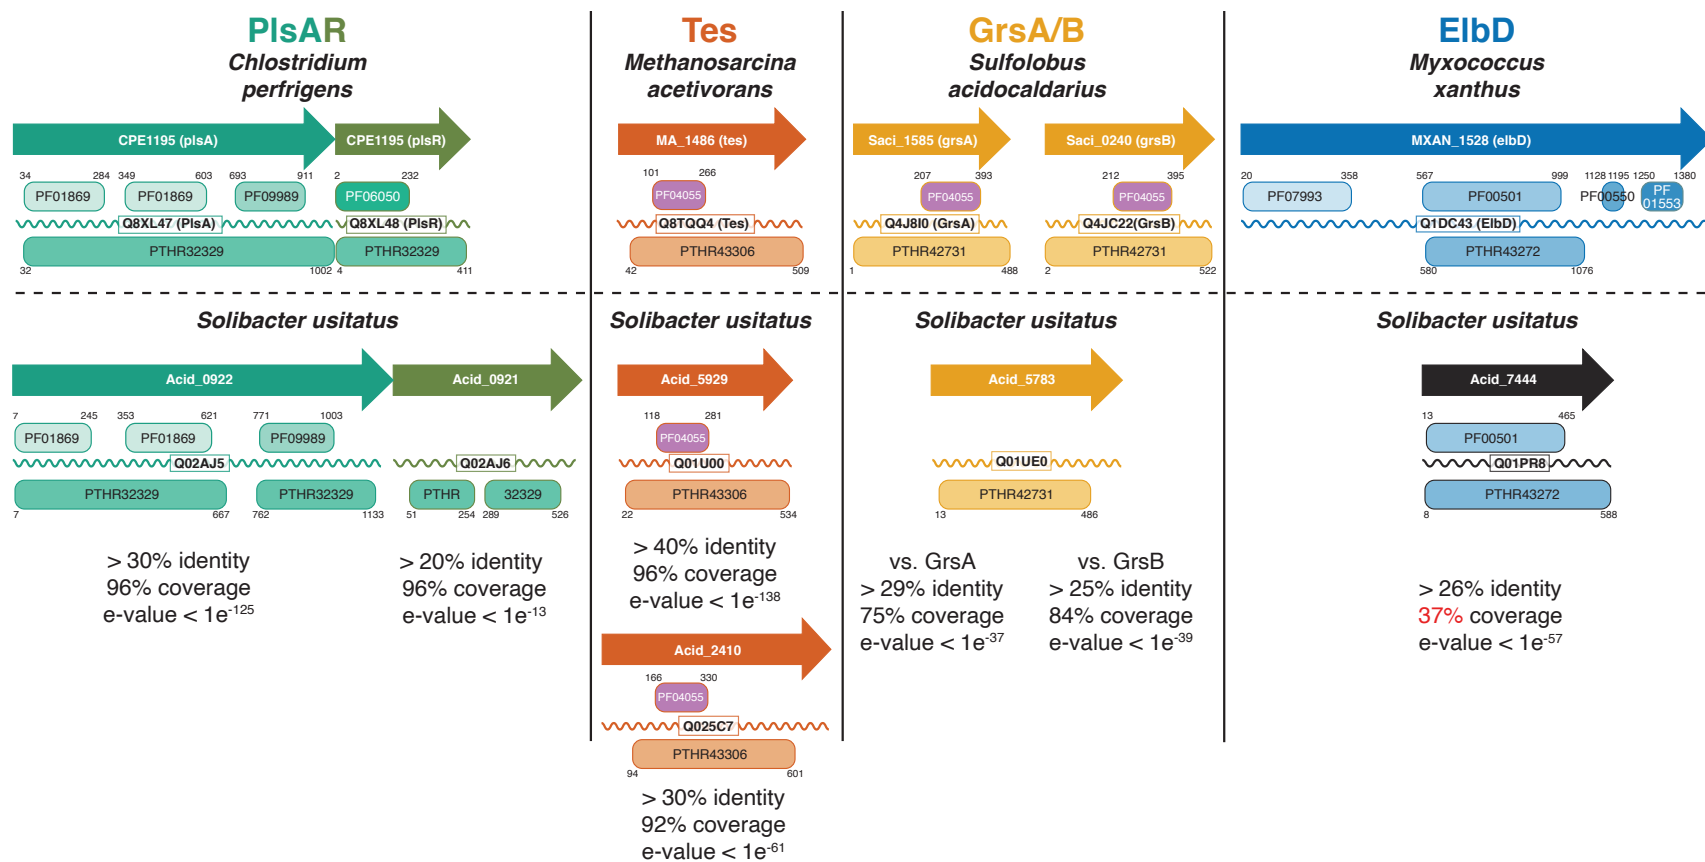 PlsAR
Chlostridium
perfrigens
CPE1195 (plsA)
CPE1195 (plsR)
34 284 349 603 693 911 2 232
PF01869 PF01869 PF09989 PF06050
Q8XL47 (PlsA) Q8XL48 (PlsR)
PTHR32329 PTHR32329
32 1002 4 411
Tes
Methanosarcina
acetivorans
MA_1486 (tes)
101 266
PF04055
Q8TQQ4 (Tes)
PTHR43306
42 509
GrsA/B
Sulfolobus
acidocaldarius
Saci_1585 (grsA) Saci_0240 (grsB)
207 393 212 395
PF04055 PF04055
Q4J8I0 (GrsA) Q4JC22(GrsB)
PTHR42731 PTHR42731
1 488 2 522
ElbD
Myxococcus
xanthus
MXAN_1528 (elbD)
20 358 567 999 1128 1195 1250 1380
PF07993 PF00501 PF00550 PF
01553
Q1DC43 (ElbD)
PTHR43272
580 1076
Solibacter usitatus
Acid_0922 Acid_0921
7 245 353 621 771 1003
PF01869 PF01869 PF09989
Q02AJ5 Q02AJ6
PTHR32329 PTHR32329 PTHR 32329
7 667 762 1133 51 254 289 526
> 30% identity
96% coverage
e-value < 1e-125
> 20% identity
96% coverage
e-value < 1e-13
Solibacter usitatus
Acid_5929
118 281
PF04055
Q01U00
PTHR43306
22 534
> 40% identity
96% coverage
e-value < 1e-138
Acid_2410
166 330
PF04055
Q025C7
PTHR43306
94 601
> 30% identity
92% coverage
e-value < 1e-61
Solibacter usitatus
Acid_5783
Q01UE0
PTHR42731
13 486
vs. GrsA
> 29% identity
75% coverage
e-value < 1e-37
vs. GrsB
> 25% identity
84% coverage
e-value < 1e-39
Solibacter usitatus
Acid_7444
13 465
PF00501
Q01PR8
PTHR43272
8 588
> 26% identity
37% coverage
e-value < 1e-57